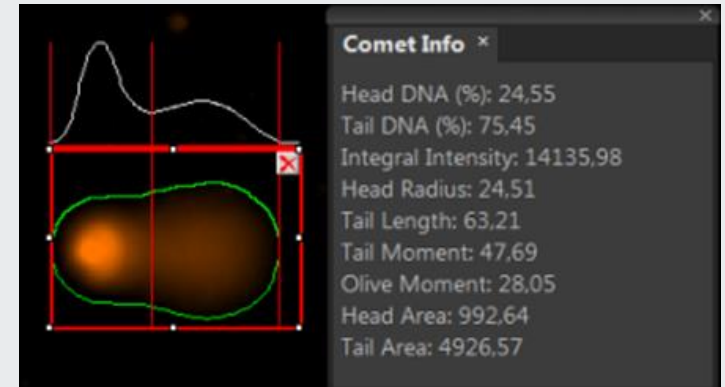 Comet Info ×
Head DNA (%): 24,55
Tail DNA (%): 75,45
Integral Intensity: 14135,98
Head Radius: 24,51
Tail Length: 63,21
Tail Moment: 47,69
Olive Moment: 28,05
Head Area: 992,64
Tail Area: 4926,57